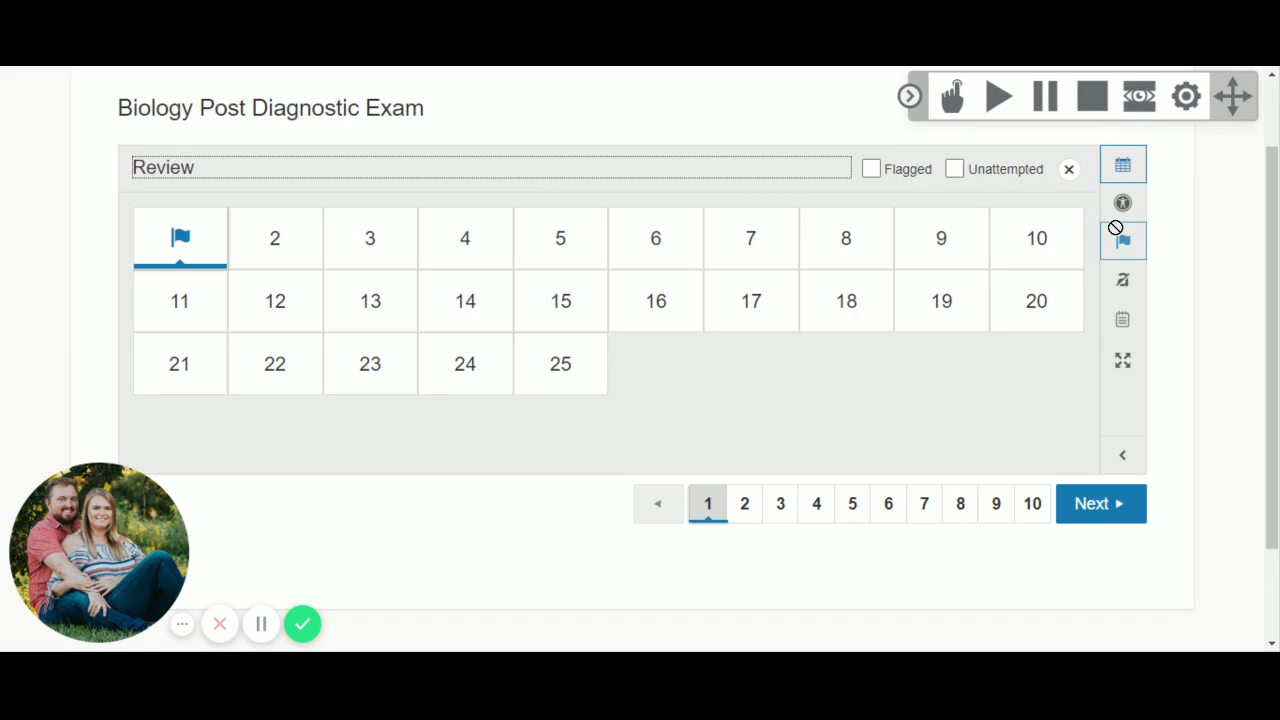 Biology Post Diagnostic Exam
Review Flagged Unattempted
2 3 4 5 6 7 8 9 10
11 12 13 14 15 16 17 18 19 20
21 22 23 24 25
1 2 3 4 5 6 7 8 9 10 Next